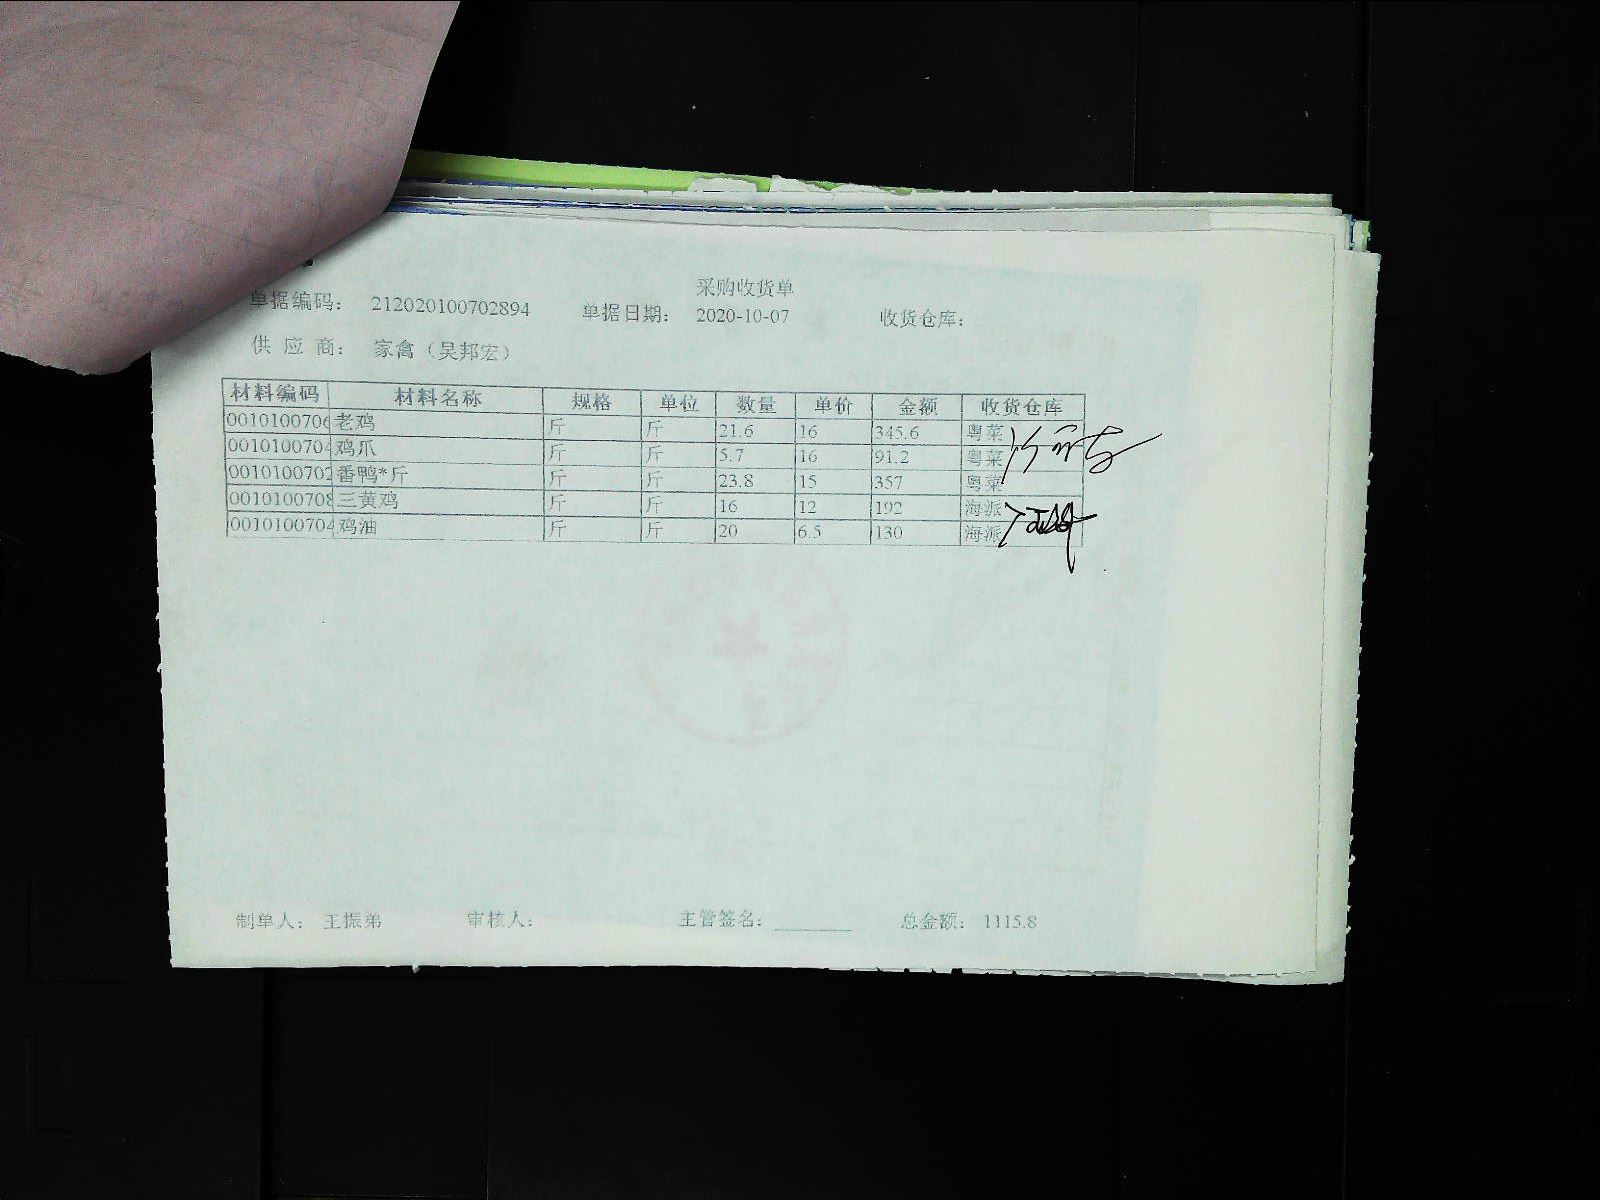 采购收货单
单据编码： 212020100702894 单据日期： 2020-10-07 收货仓库：
供 应 商： 家禽（吴邦宏）
材料编码 材料名称 规格 单位 数量 单价 金额 收货仓库
0010100706 老鸡 斤 斤 21.6 16 345.6 粤菜
0010100704 鸡爪 斤 斤 5.7 16 91.2 粤菜
0010100702 番鸭*斤 斤 斤 23.8 15 357 粤菜
0010100708 三黄鸡 斤 斤 16 12 192 海派
0010100704 鸡油 斤 斤 20 6.5 130 海派
制单人： 王振弟 审核人： 主管签名： 总金额： 1115.8